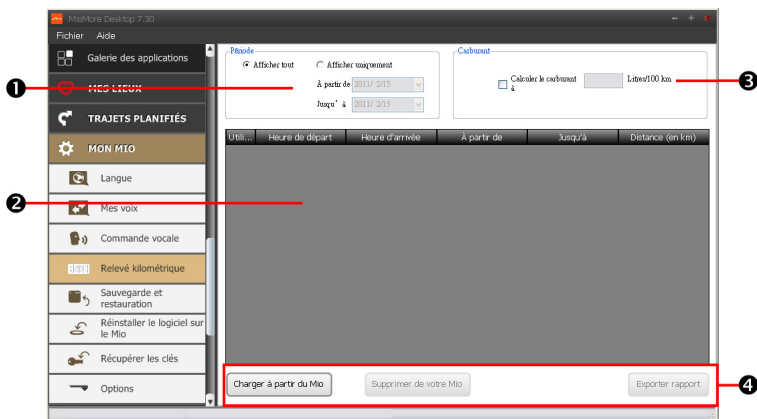 MioMore Desktop 7,30
Fichier Aide
Galerie des applications
MES LIEUX
TRAJETS PLANIFIÉS
MON MIO
Langue
Mes voix
Commande vocale
Relevé kilométrique
Sauvegarde et
restauration
Réinstaller le logiciel sur
le Mio
Récupérer les clés
Options
Période
Afficher tout Afficher uniquement
À partir de 2011/ 2/15
Jusqu' à 2011/ 2/15
Carburant
Calculer le carburant Litres/100 km
à
Utili... Heure de départ Heure d'arrivée À partir de Jusqu'à Distance (en km)
Charger à partir du Mio Supprimer de votre Mio Exporter rapport
1
2
3
4